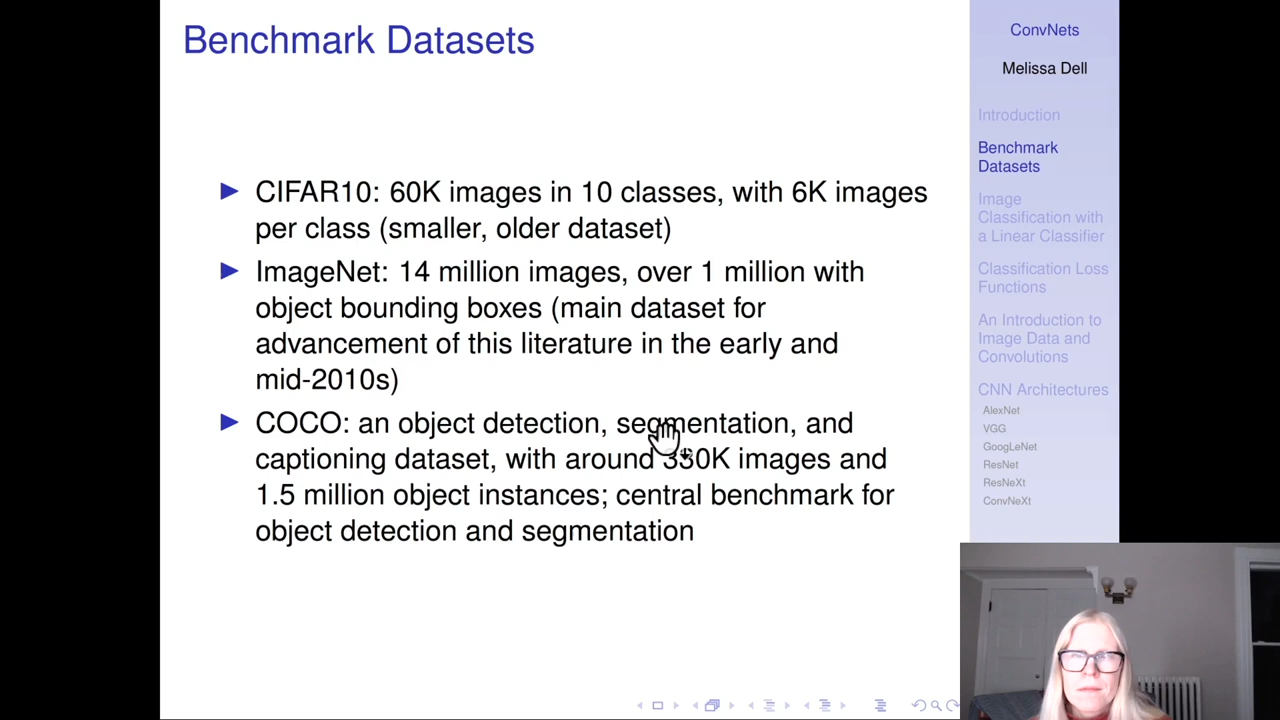 Benchmark Datasets
CIFAR10: 60K images in 10 classes, with 6K images
per class (smaller, older dataset)
ImageNet: 14 million images, over 1 million with
object bounding boxes (main dataset for
advancement of this literature in the early and
mid-2010s)
COCO: an object detection, segmentation, and
captioning dataset, with around 330K images and
1.5 million object instances; central benchmark for
object detection and segmentation
ConvNets
Melissa Dell
Introduction
Benchmark
Datasets
Image
Classification with
a Linear Classifier
Classification Loss
Functions
An Introduction to
Image Data and
Convolutions
CNN Architectures
AlexNet
VGG
GoogLeNet
ResNet
ResNeXt
ConvNeXt